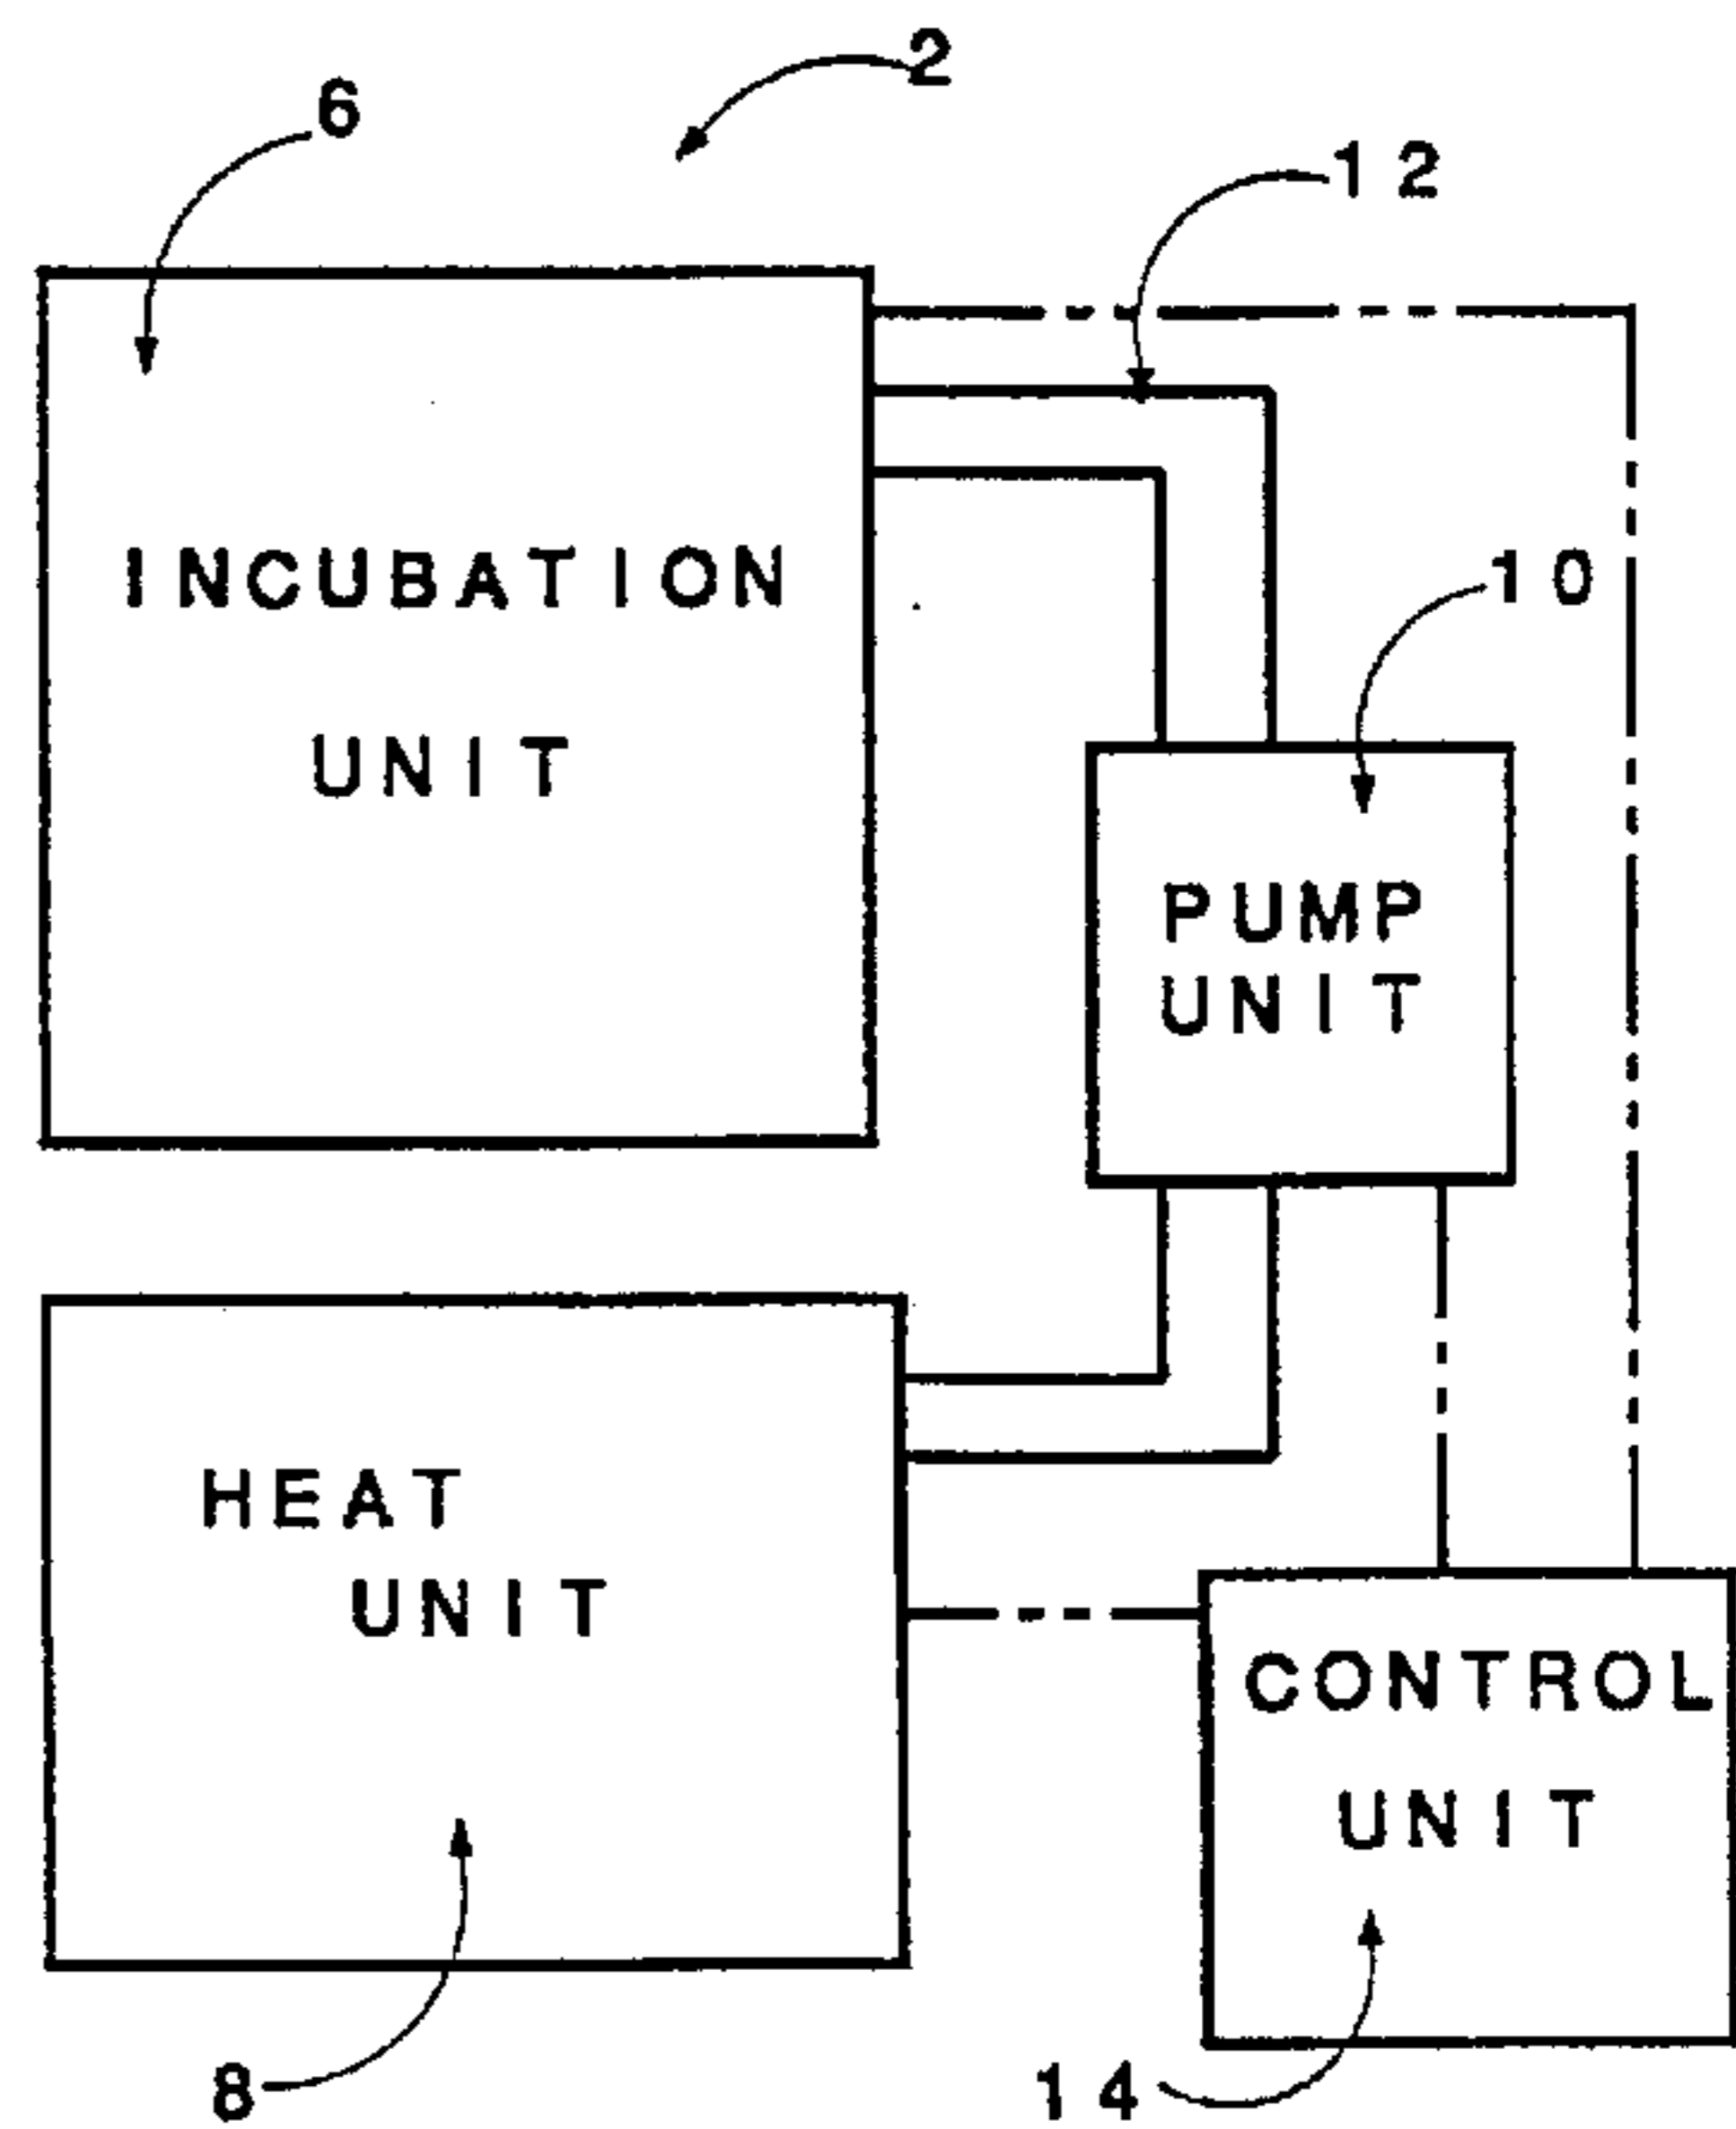 2
6
12
INCUBATION
UNIT
10
PUMP
UNIT
HEAT
UNIT
CONTROL
UNIT
8
14